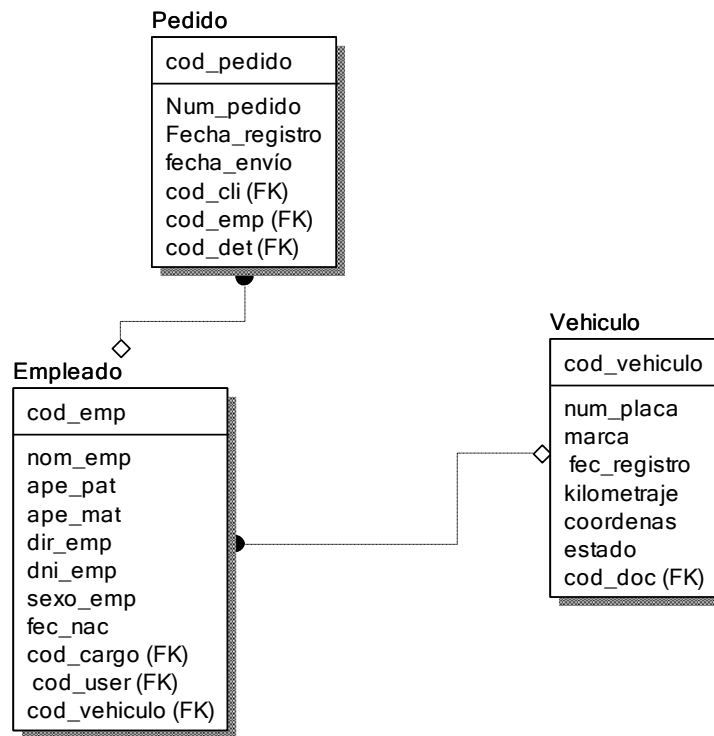 Pedido
cod_pedido
Num_pedido
Fecha_registro
fecha_envío
cod_cli (FK)
cod_emp (FK)
cod_det (FK)
Empleado
cod_emp
nom_emp
ape_pat
ape_mat
dir_emp
dni_emp
sexo_emp
fec_nac
cod_cargo (FK)
cod_user (FK)
cod_vehiculo (FK)
Vehiculo
cod_vehiculo
num_placa
marca
fec_registro
kilometraje
coordenas
estado
cod_doc (FK)